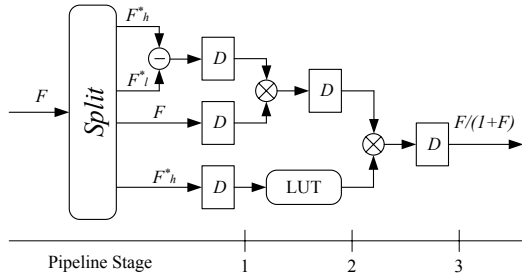 F*h
D
F*l
D
F
Split
F
D
F/(1+F)
D
F*h
D
LUT
Pipeline Stage
1
2
3